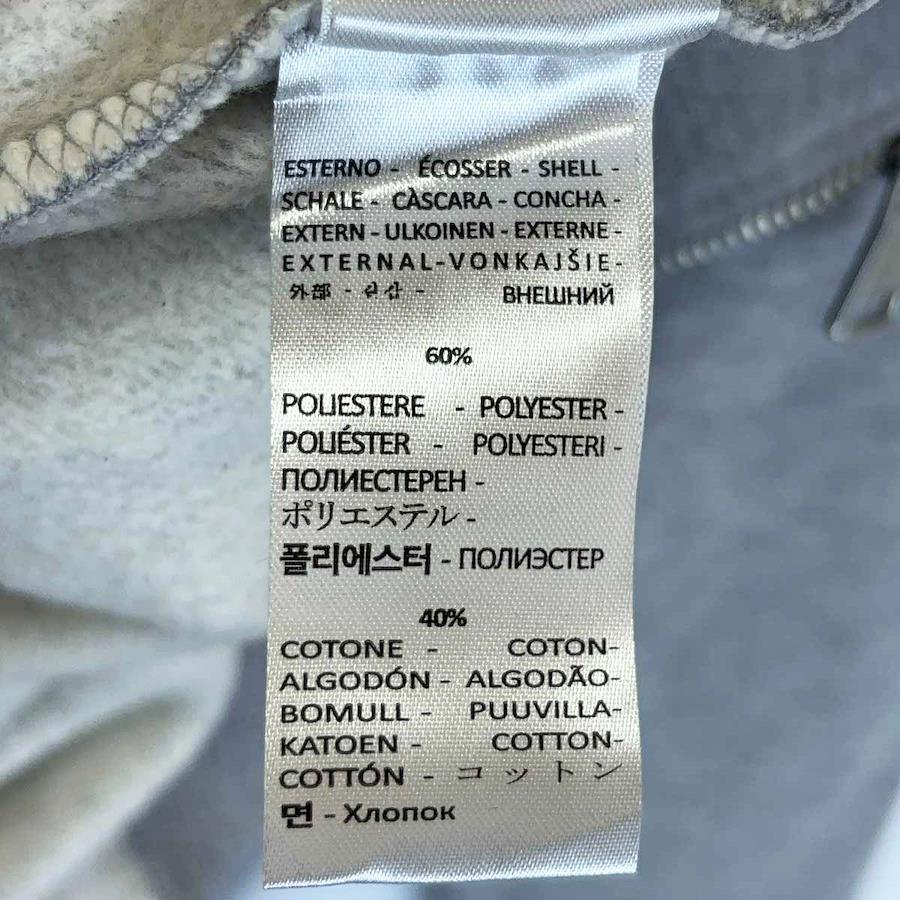 ESTERNO - ÉCOSSER - SHELL -
SCHALE - CÀSCARA - CONCHA -
EXTERN - ULKOINEN - EXTERNE -
EXTERNAL-VONKAJŠIE-
外部 - 쉘 - ВНЕШНИЙ
60%
POLIESTERE - POLYESTER -
POLIÉSTER - POLYESTERI -
ПОЛИЕСТЕРЕН -
ポリエステル -
폴리에스터 - ПОЛИЭСТЕР
40%
COTONE - COTON-
ALGODÓN - ALGODÃO-
BOMULL - PUUVILLA-
KATOEN - COTTON-
COTTÓN - コットン
면 - Хлопок